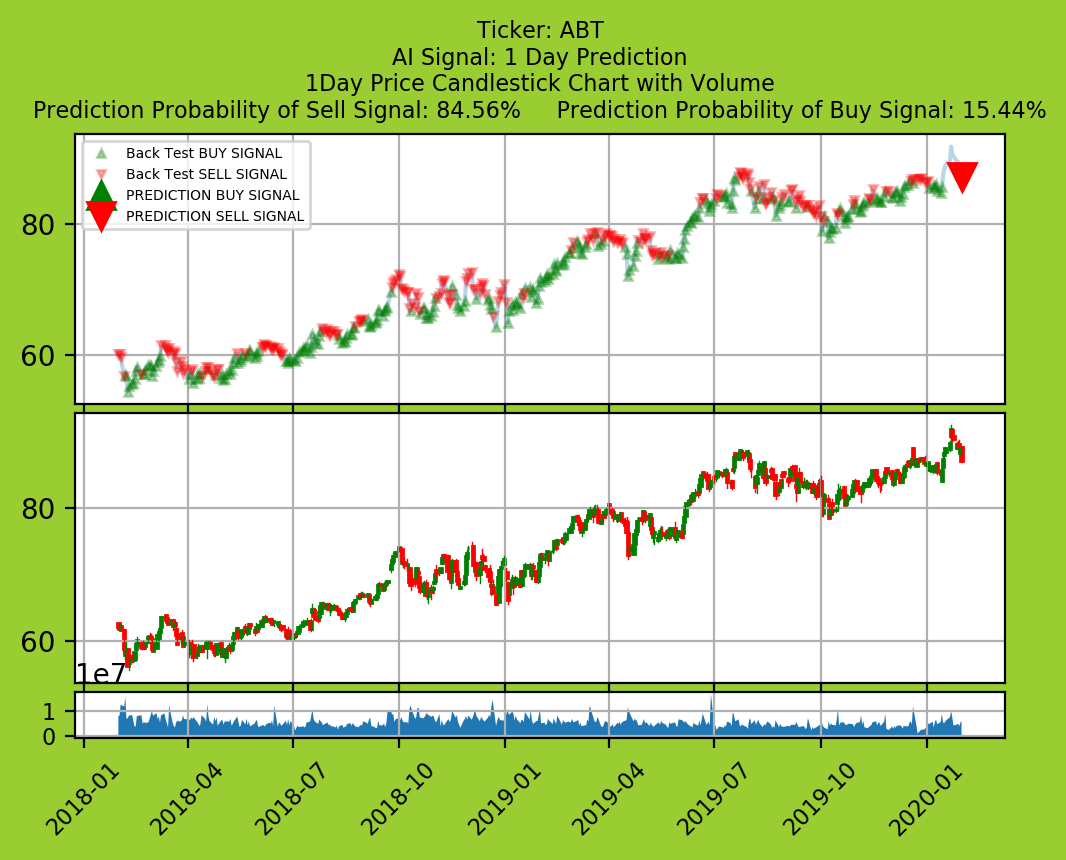 Ticker: ABT
AI Signal: 1 Day Prediction
1Day Price Candlestick Chart with Volume
Prediction Probability of Sell Signal: 84.56% Prediction Probability of Buy Signal: 15.44%
Back Test BUY SIGNAL
Back Test SELL SIGNAL
PREDICTION BUY SIGNAL
PREDICTION SELL SIGNAL
80
60
80
60
1e7
1
0
2018-01 2018-04 2018-07 2018-10 2019-01 2019-04 2019-07 2019-10 2020-01